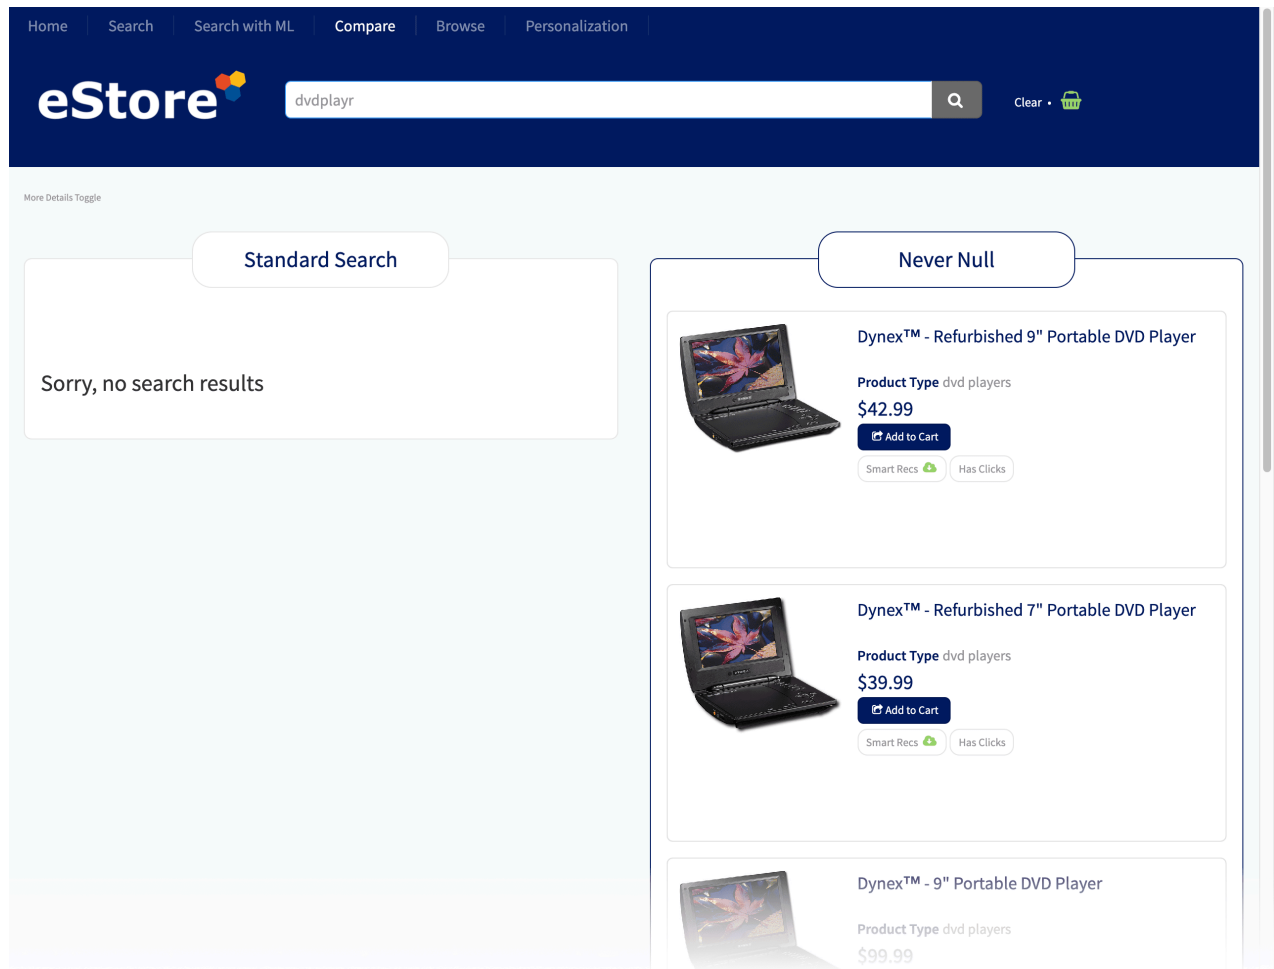 Home Search Search with ML Compare Browse Personalization
eStore
dvdplayr
Clear •
More Details Toggle
Standard Search
Sorry, no search results
Never Null
Dynex™ - Refurbished 9" Portable DVD Player
Product Type dvd players
$42.99
Add to Cart
Smart Recs Has Clicks
Dynex™ - Refurbished 7" Portable DVD Player
Product Type dvd players
$39.99
Add to Cart
Smart Recs Has Clicks
Dynex™ - 9" Portable DVD Player
Product Type dvd players
$99.99